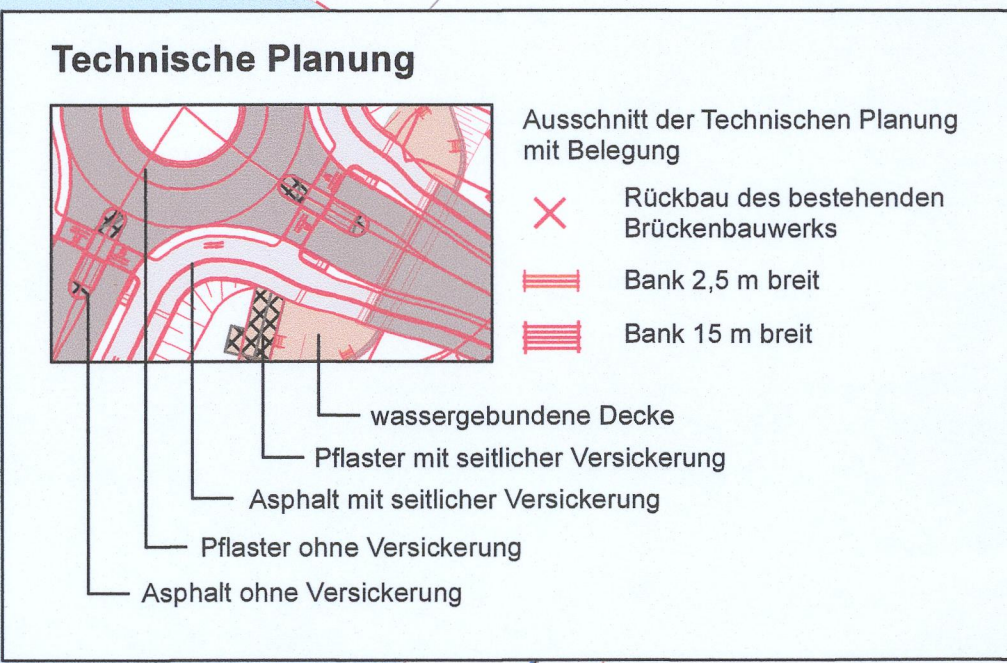 Technische Planung
Ausschnitt der Technischen Planung
mit Belegung
Rückbau des bestehenden
Brückenbauwerks
Bank 2,5 m breit
Bank 15 m breit
wassergebundene Decke
Pflaster mit seitlicher Versickerung
Asphalt mit seitlicher Versickerung
Pflaster ohne Versickerung
Asphalt ohne Versickerung